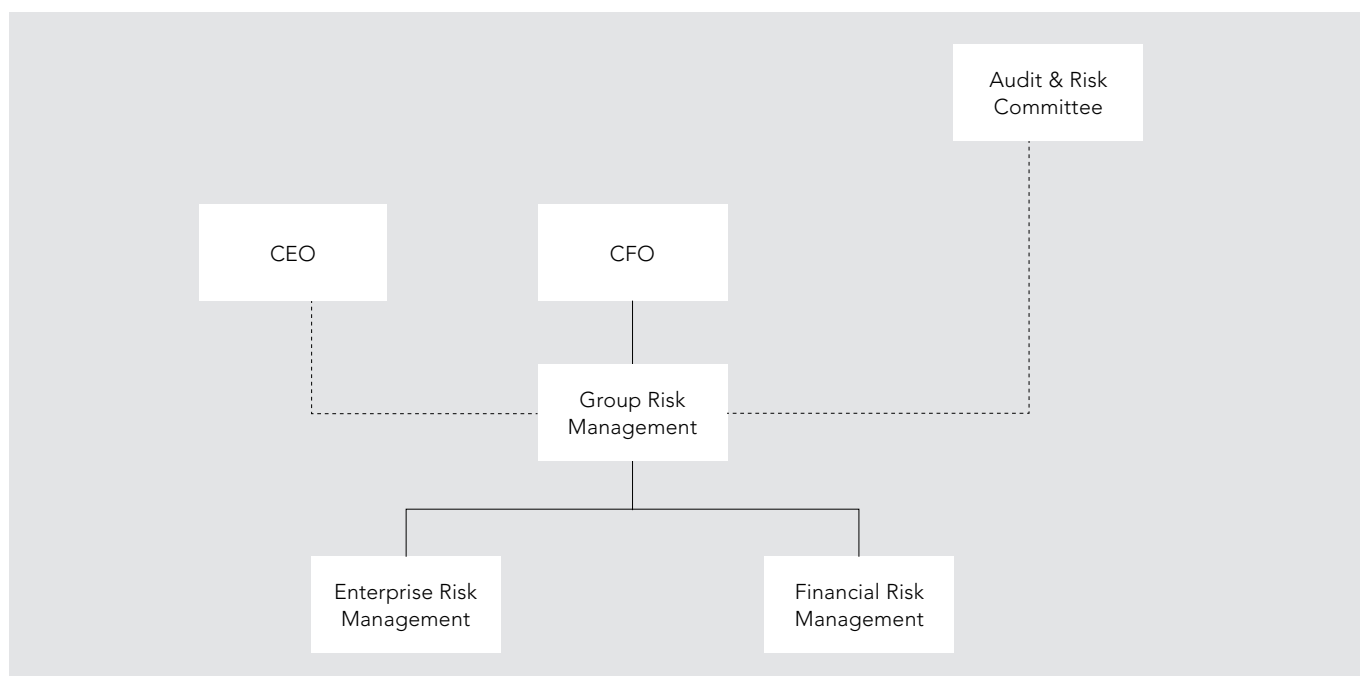 Audit & Risk
Committee
CEO
CFO
Group Risk
Management
Enterprise Risk
Management
Financial Risk
Management